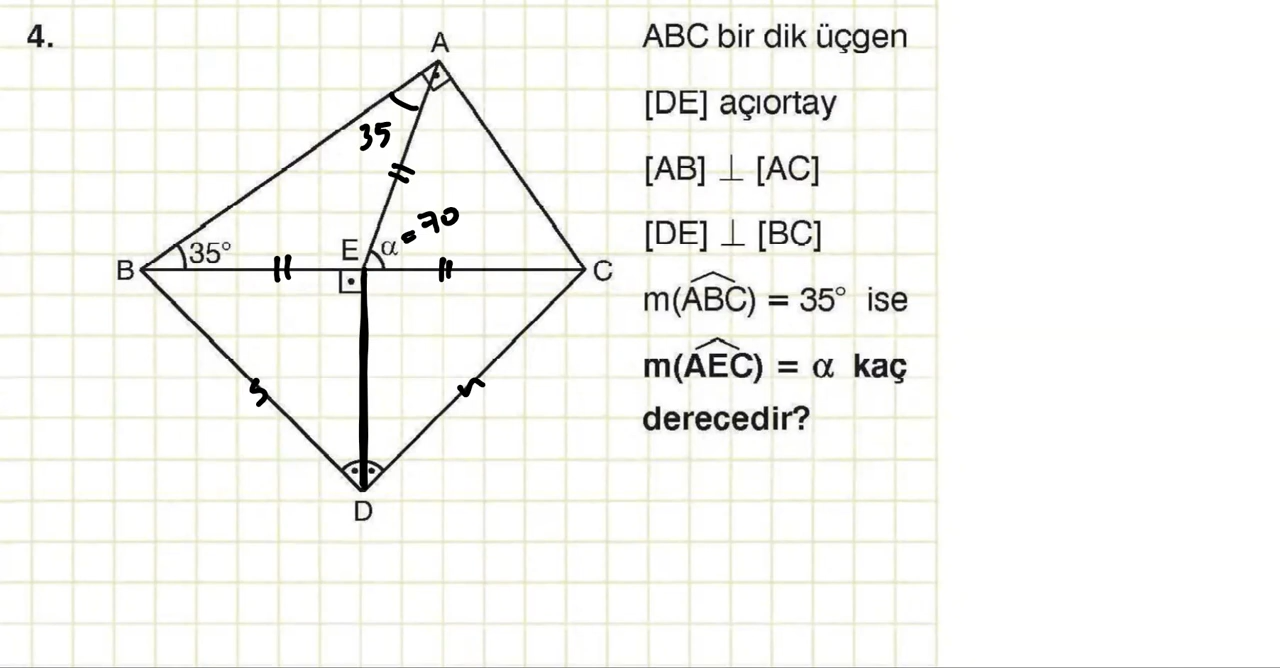 4.
A
ABC bir dik üçgen
[DE] açıortay
35
[AB] ⊥ [AC]
α = 70
[DE] ⊥ [BC]
B 35° E C
m(ABC) = 35° ise
m(AEC) = α kaç
derecedir?
D